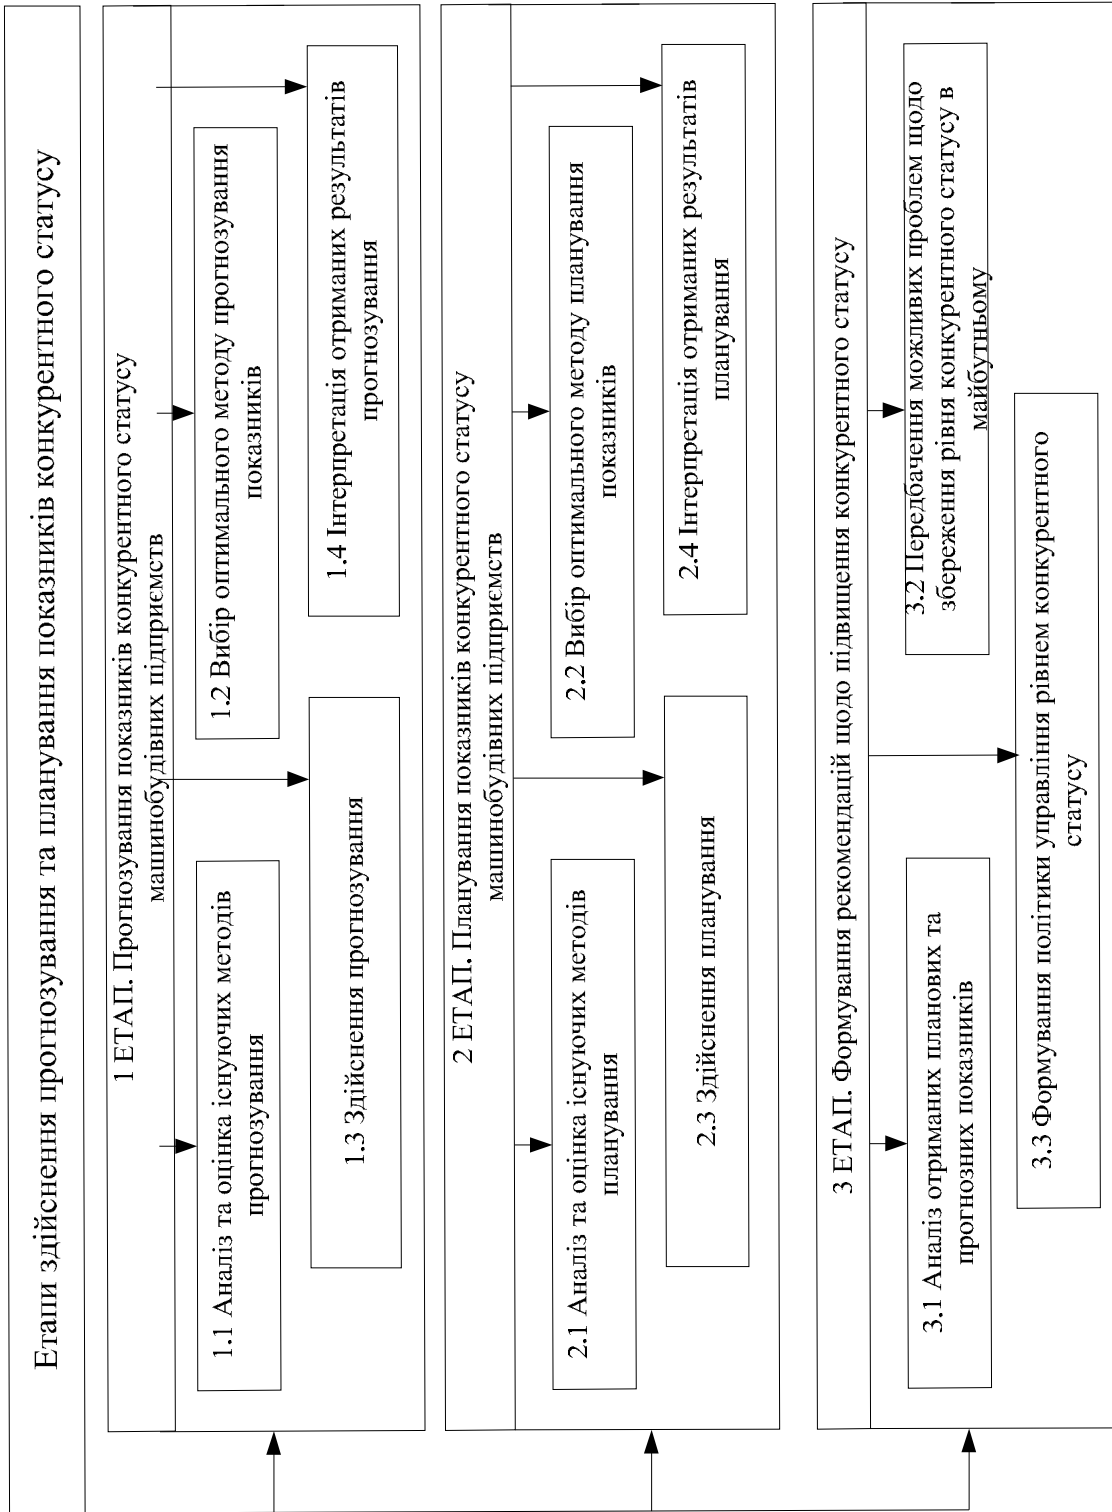 Етапи здійснення прогнозування та планування показників конкурентного статусу
1 ЕТАП. Прогнозування показників конкурентного статусу
машинобудівних підприємств
1.1 Аналіз та оцінка існуючих методів
прогнозування
1.2 Вибір оптимального методу прогнозування
показників
1.3 Здійснення прогнозування
1.4 Інтерпретація отриманих результатів
прогнозування
2 ЕТАП. Планування показників конкурентного статусу
машинобудівних підприємств
2.1 Аналіз та оцінка існуючих методів
планування
2.2 Вибір оптимального методу планування
показників
2.3 Здійснення планування
2.4 Інтерпретація отриманих результатів
планування
3 ЕТАП. Формування рекомендацій щодо підвищення конкурентного статусу
3.1 Аналіз отриманих планових та
прогнозних показників
3.2 Передбачення можливих проблем щодо
збереження рівня конкурентного статусу в
майбутньому
3.3 Формування політики управління рівнем конкурентного
статусу